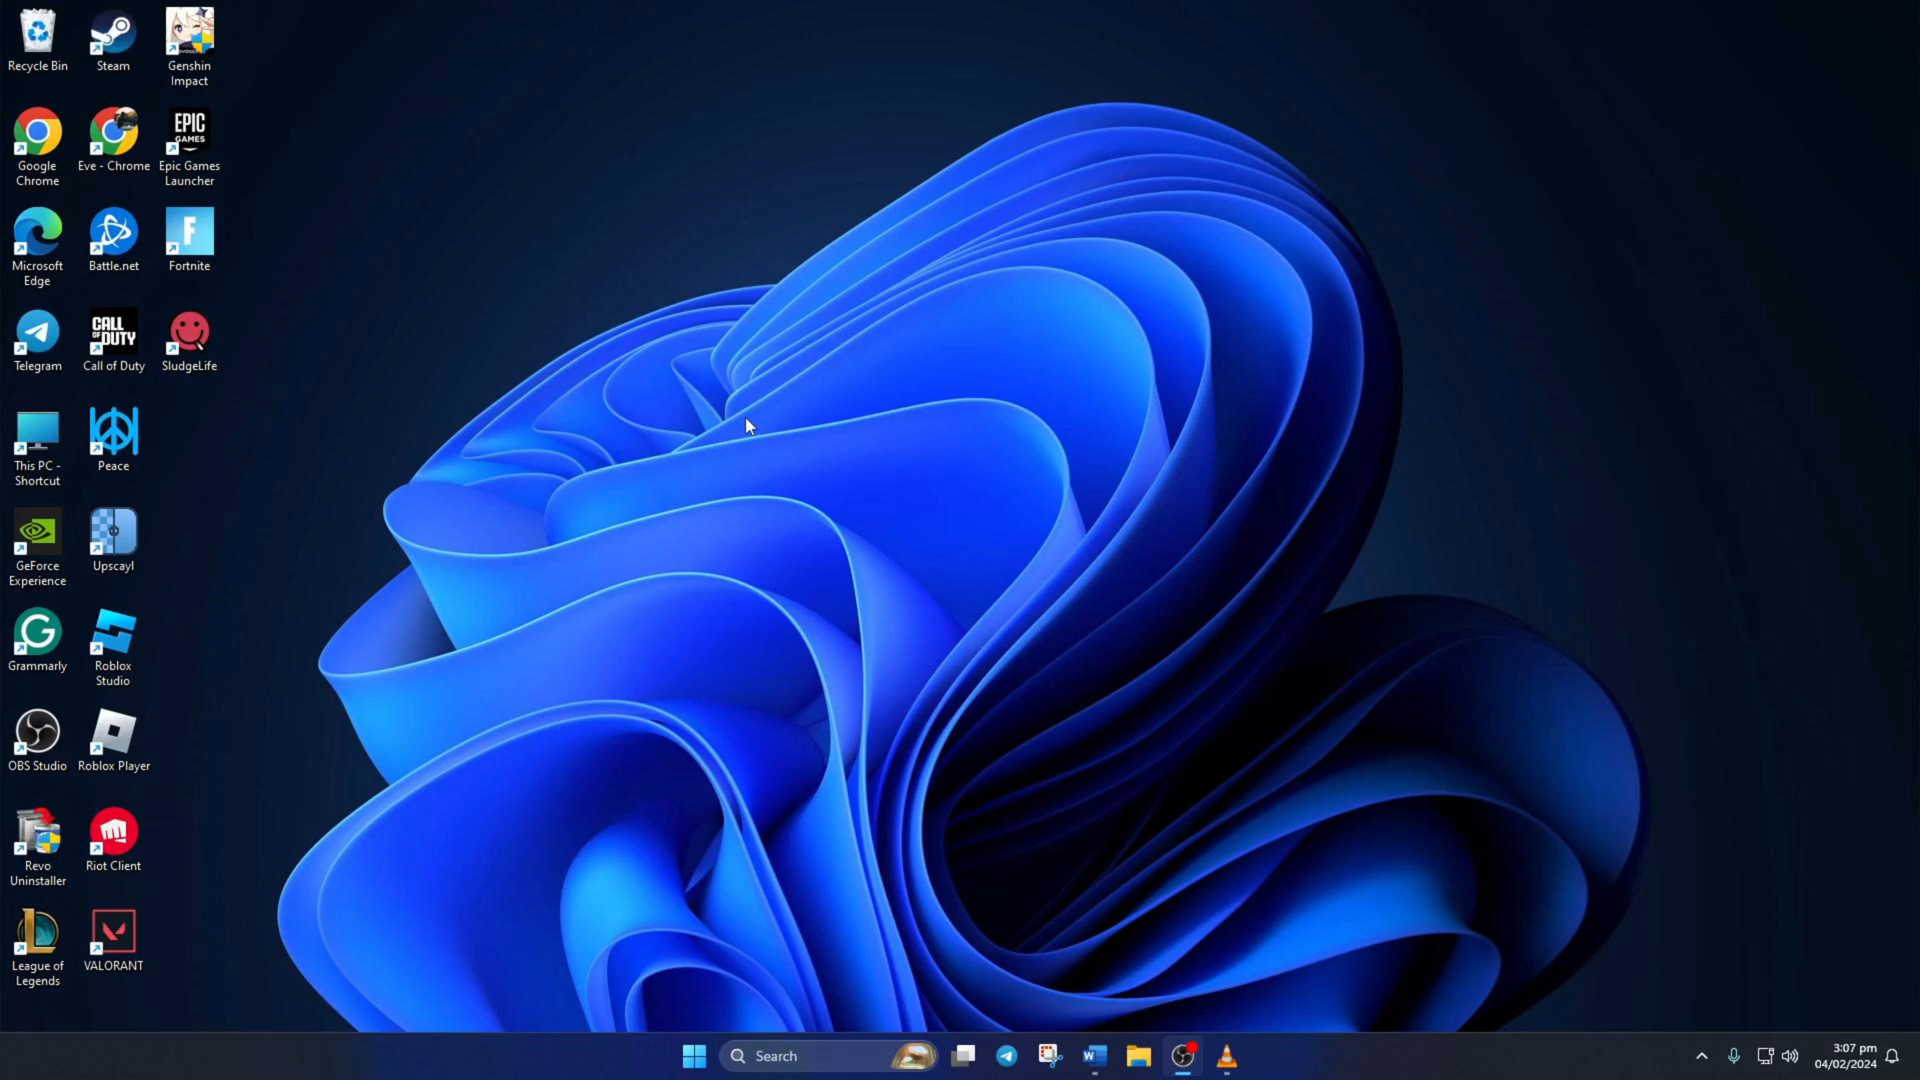 Recycle Bin
Steam
Genshin
Impact
Google
Chrome
Eve - Chrome
EPIC
GAMES
Epic Games
Launcher
Microsoft
Edge
Battle.net
F
Fortnite
Telegram
CALL
OF DUTY
Call of Duty
SludgeLife
This PC -
Shortcut
Peace
GeForce
Experience
Upscayl
Grammarly
Roblox
Studio
OBS Studio
Roblox Player
Revo
Uninstaller
Riot Client
League of
Legends
VALORANT
Search
3:07 pm
04/02/2024